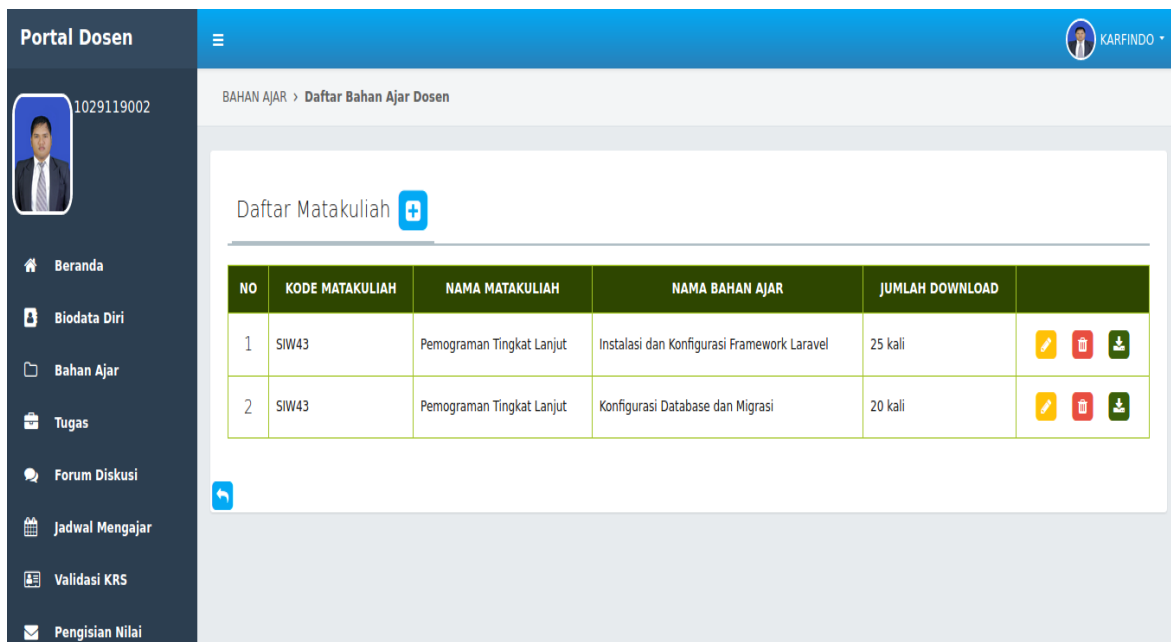 Portal Dosen
KARFINDO
1029119002
BAHAN AJAR > Daftar Bahan Ajar Dosen
Daftar Matakuliah
Beranda
Biodata Diri
Bahan Ajar
Tugas
Forum Diskusi
Jadwal Mengajar
Validasi KRS
Pengisian Nilai
NO KODE MATAKULIAH NAMA MATAKULIAH NAMA BAHAN AJAR JUMLAH DOWNLOAD
1 SIW43 Pemograman Tingkat Lanjut Instalasi dan Konfigurasi Framework Laravel 25 kali
2 SIW43 Pemograman Tingkat Lanjut Konfigurasi Database dan Migrasi 20 kali